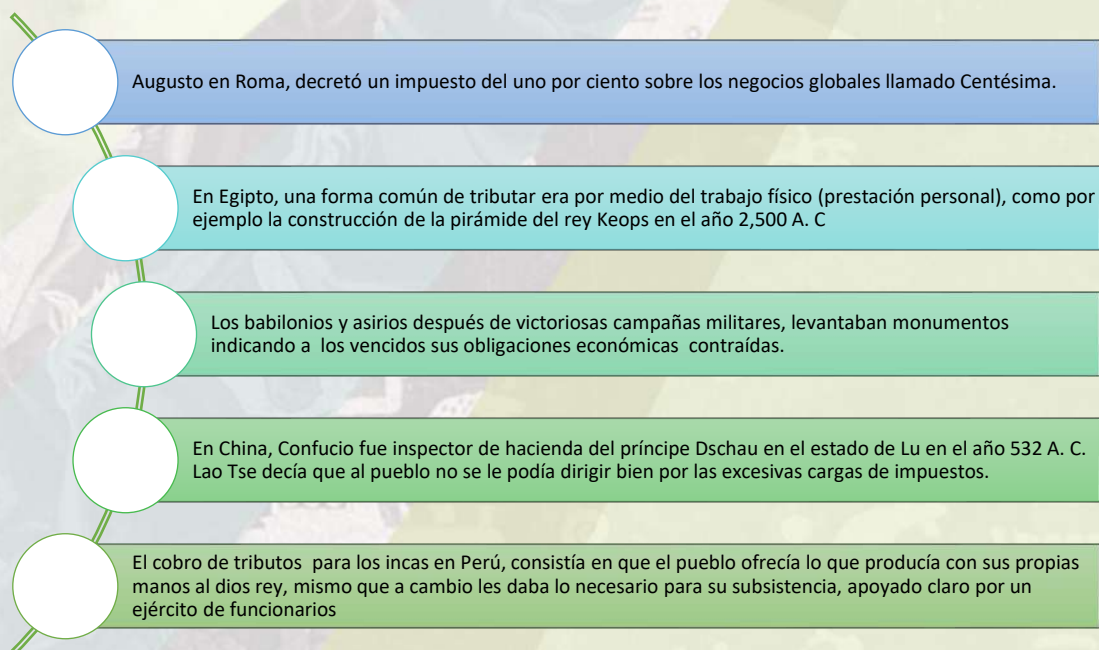 Augusto en Roma, decretó un impuesto del uno por ciento sobre los negocios globales llamado Centésima.
En Egipto, una forma común de tributar era por medio del trabajo físico (prestación personal), como por
ejemplo la construcción de la pirámide del rey Keops en el año 2,500 A. C
Los babilonios y asirios después de victoriosas campañas militares, levantaban monumentos
indicando a los vencidos sus obligaciones económicas contraídas.
En China, Confucio fue inspector de hacienda del príncipe Dschau en el estado de Lu en el año 532 A. C.
Lao Tse decía que al pueblo no se le podía dirigir bien por las excesivas cargas de impuestos.
El cobro de tributos para los incas en Perú, consistía en que el pueblo ofrecía lo que producía con sus propias
manos al dios rey, mismo que a cambio les daba lo necesario para su subsistencia, apoyado claro por un
ejército de funcionarios